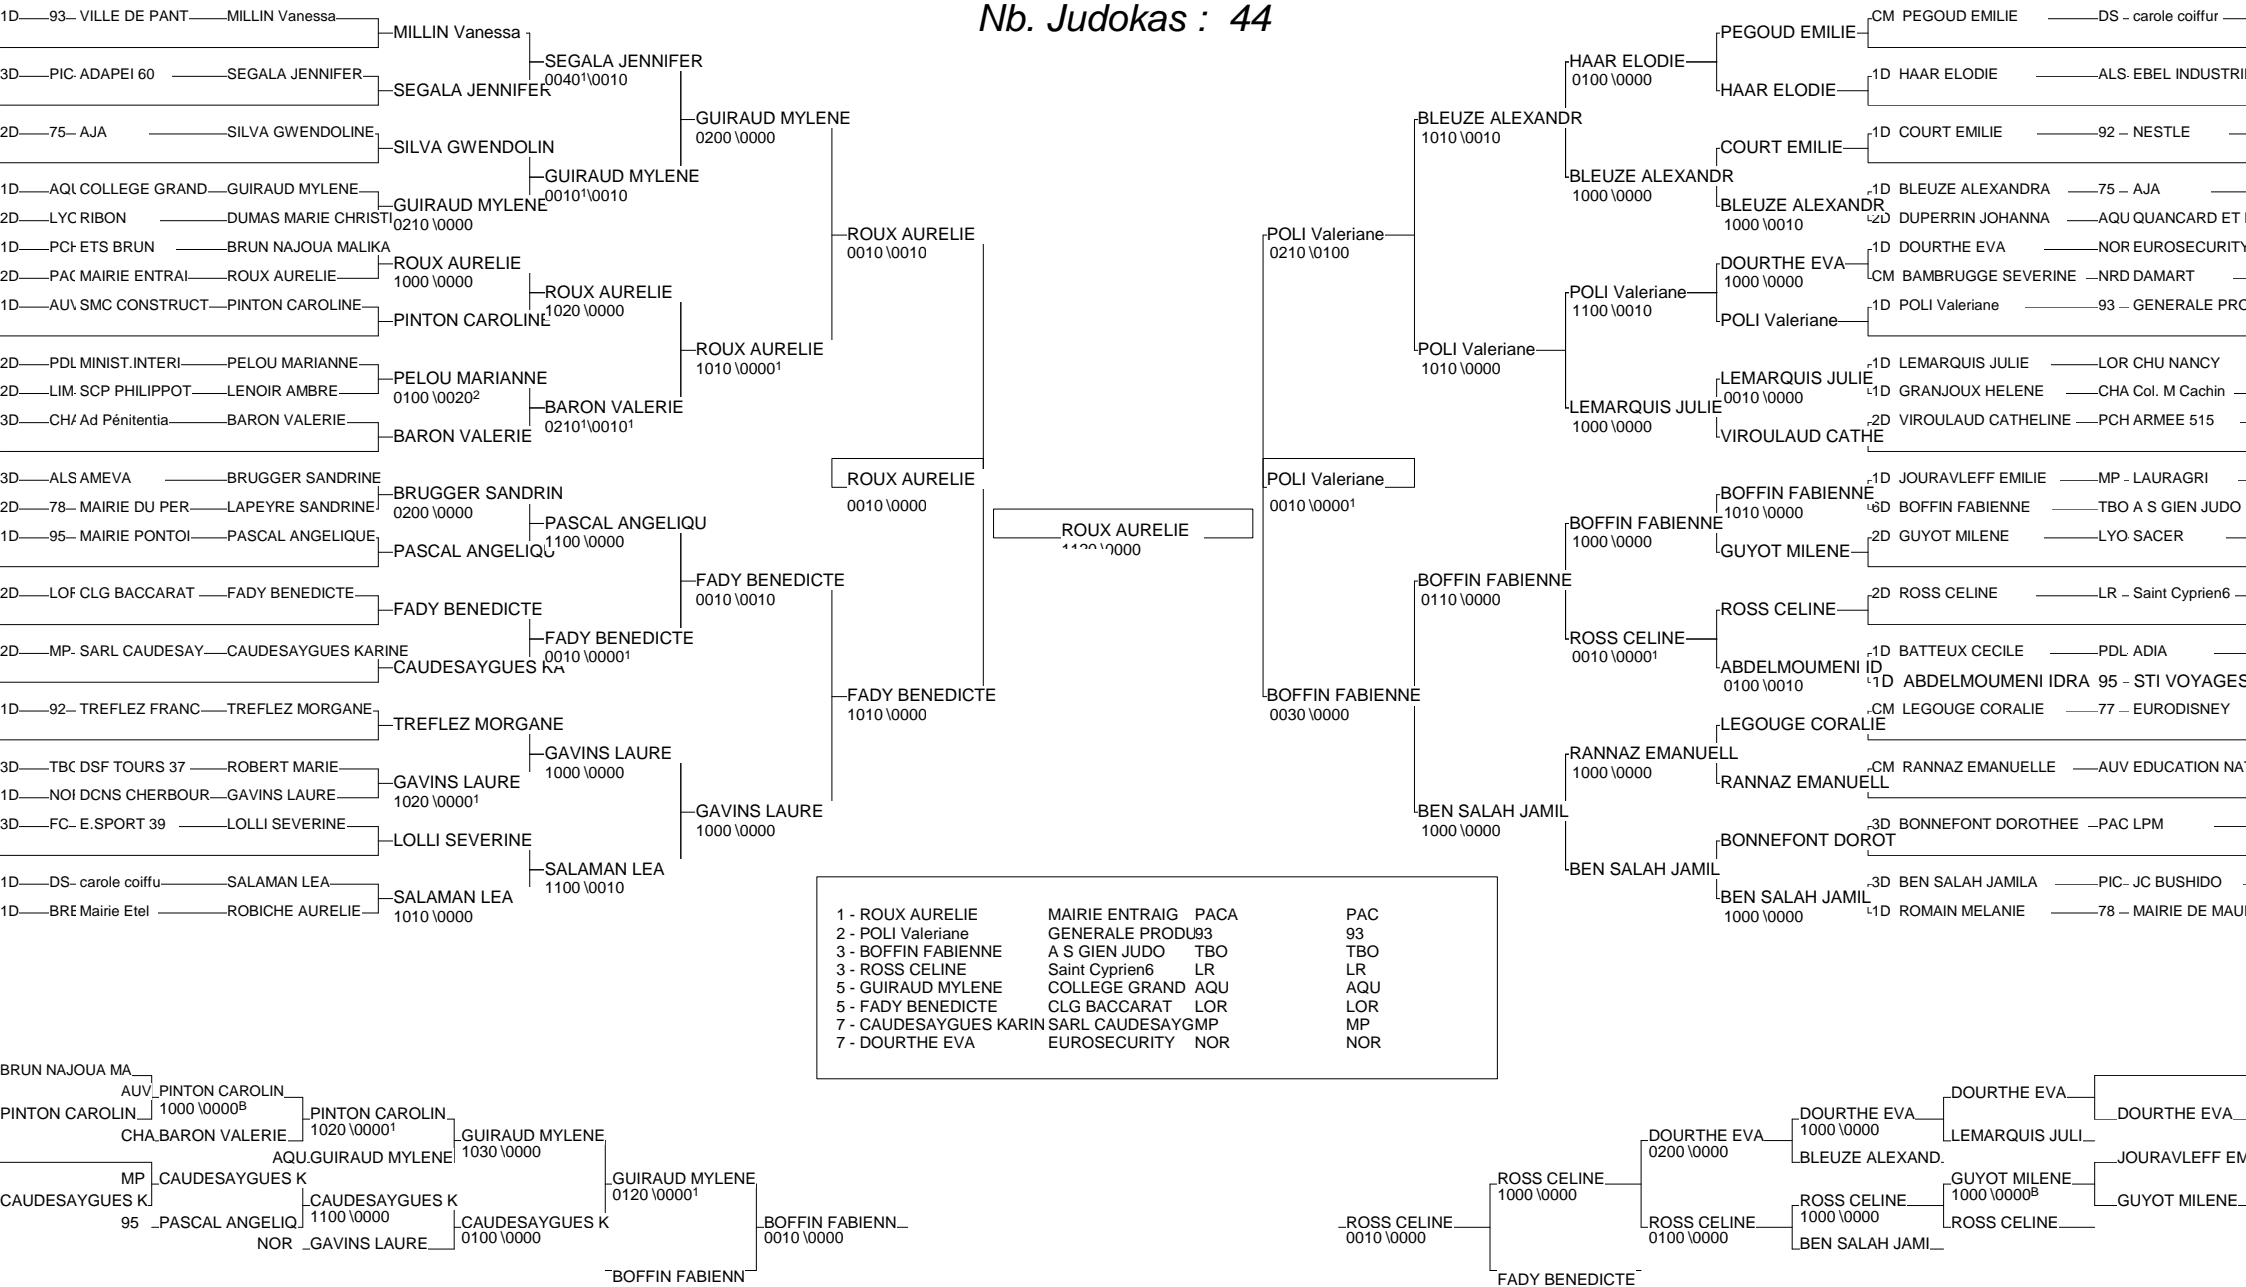 Nb. Judokas : 44
1D 93 VILLE DE PANT MILLIN Vanessa
3D PIC ADAPEI 60 SEGALA JENNIFER
2D 75 AJA SILVA GWENDOLINE
1D AQU COLLEGE GRAND GUIRAUD MYLENE
2D LYO RIBON DUMAS MARIE CHRISTI
1D PCH ETS BRUN BRUN NAJOUA MALIKA
2D PAC MAIRIE ENTRAI ROUX AURELIE
1D AUV SMC CONSTRUCT PINTON CAROLINE
2D PDL MINIST.INTERI PELOU MARIANNE
2D LIM SCP PHILIPPOT LENOIR AMBRE
3D CHA Ad Pénitentia BARON VALERIE
3D ALS AMEVA BRUGGER SANDRINE
2D 78 MAIRIE DU PER LAPEYRE SANDRINE
1D 95 MAIRIE PONTOI PASCAL ANGELIQUE
2D LOR CLG BACCARAT FADY BENEDICTE
2D MP SARL CAUDESAY CAUDESAYGUES KARINE
1D 92 TREFLEZ FRANC TREFLEZ MORGANE
3D TBO DSF TOURS 37 ROBERT MARIE
1D NOR DCNS CHERBOUR GAVINS LAURE
3D FC E.SPORT 39 LOLLI SEVERINE
1D DS carole coiffu SALAMAN LEA
1D BRE Mairie Etel ROBICHE AURELIE
MILLIN Vanessa
SEGALA JENNIFER
SILVA GWENDOLIN
GUIRAUD MYLENE
0210 \0000
ROUX AURELIE
1000 \0000
PINTON CAROLINE
PELOU MARIANNE
0100 \0020²
BARON VALERIE
BRUGGER SANDRIN
0200 \0000
PASCAL ANGELIQU
FADY BENEDICTE
CAUDESAYGUES KA
TREFLEZ MORGANE
GAVINS LAURE
1020 \0000¹
LOLLI SEVERINE
SALAMAN LEA
1010 \0000
SEGALA JENNIFER
0040¹\0010
GUIRAUD MYLENE
0010¹\0010
ROUX AURELIE
1020 \0000
BARON VALERIE
0210¹\0010¹
PASCAL ANGELIQU
1100 \0000
FADY BENEDICTE
0010 \0000¹
GAVINS LAURE
1000 \0000
SALAMAN LEA
1100 \0010
GUIRAUD MYLENE
0200 \0000
ROUX AURELIE
1010 \0000¹
FADY BENEDICTE
0010 \0010
GAVINS LAURE
1000 \0000
ROUX AURELIE
0010 \0010
ROUX AURELIE
0010 \0000
FADY BENEDICTE
1010 \0000
ROUX AURELIE
1120 \0000
POLI Valeriane
0210 \0100
POLI Valeriane
0010 \0000¹
BOFFIN FABIENNE
0030 \0000
BLEUZE ALEXANDR
1010 \0010
POLI Valeriane
1010 \0000
BOFFIN FABIENNE
0110 \0000
BEN SALAH JAMIL
1000 \0000
HAAR ELODIE
0100 \0000
BLEUZE ALEXANDR
1000 \0000
POLI Valeriane
1100 \0010
LEMARQUIS JULIE
1000 \0000
BOFFIN FABIENNE
1000 \0000
ROSS CELINE
0010 \0000¹
RANNAZ EMANUELL
1000 \0000
BEN SALAH JAMIL
PEGOUD EMILIE
HAAR ELODIE
COURT EMILIE
BLEUZE ALEXANDR
1000 \0010
DOURTHE EVA
1000 \0000
POLI Valeriane
LEMARQUIS JULIE
0010 \0000
VIROULAUD CATHE
BOFFIN FABIENNE
1010 \0000
GUYOT MILENE
ROSS CELINE
ABDELMOUMENI ID
0100 \0010
LEGOUGE CORALIE
RANNAZ EMANUELL
BONNEFONT DOROT
BEN SALAH JAMIL
1000 \0000
CM PEGOUD EMILIE DS carole coiffur
1D HAAR ELODIE ALS EBEL INDUSTRI
1D COURT EMILIE 92 NESTLE
1D BLEUZE ALEXANDRA 75 AJA
2D DUPERRIN JOHANNA AQU QUANCARD ET
1D DOURTHE EVA NOR EUROSECURITY
CM BAMBRUGGE SEVERINE NRD DAMART
1D POLI Valeriane 93 GENERALE PRO
1D LEMARQUIS JULIE LOR CHU NANCY
1D GRANJOUX HELENE CHA Col. M Cachin
2D VIROULAUD CATHELINE PCH ARMEE 515
1D JOURAVLEFF EMILIE MP LAURAGRI
6D BOFFIN FABIENNE TBO A S GIEN JUDO
2D GUYOT MILENE LYO SACER
2D ROSS CELINE LR Saint Cyprien6
1D BATTEUX CECILE PDL ADIA
1D ABDELMOUMENI IDRA 95 STI VOYAGES
CM LEGOUGE CORALIE 77 EURODISNEY
CM RANNAZ EMANUELLE AUV EDUCATION NA
3D BONNEFONT DOROTHEE PAC LPM
3D BEN SALAH JAMILA PIC JC BUSHIDO
1D ROMAIN MELANIE 78 MAIRIE DE MAU
1 - ROUX AURELIE MAIRIE ENTRAIG PACA PAC
2 - POLI Valeriane GENERALE PRODU 93 93
3 - BOFFIN FABIENNE A S GIEN JUDO TBO TBO
3 - ROSS CELINE Saint Cyprien6 LR LR
5 - GUIRAUD MYLENE COLLEGE GRAND AQU AQU
5 - FADY BENEDICTE CLG BACCARAT LOR LOR
7 - CAUDESAYGUES KARIN SARL CAUDESAYG MP MP
7 - DOURTHE EVA EUROSECURITY NOR NOR
BRUN NAJOUA MA
PINTON CAROLIN
CAUDESAYGUES K
AUV PINTON CAROLIN
1000 \0000ᴮ
CHA BARON VALERIE
MP CAUDESAYGUES K
95 PASCAL ANGELIQ
PINTON CAROLIN
1020 \0000¹
AQU GUIRAUD MYLENE
CAUDESAYGUES K
1100 \0000
NOR GAVINS LAURE
GUIRAUD MYLENE
1030 \0000
CAUDESAYGUES K
0100 \0000
GUIRAUD MYLENE
0120 \0000¹
BOFFIN FABIENN
BOFFIN FABIENN
0010 \0000
ROSS CELINE
0010 \0000
ROSS CELINE
1000 \0000
FADY BENEDICTE
DOURTHE EVA
0200 \0000
ROSS CELINE
0100 \0000
DOURTHE EVA
1000 \0000
BLEUZE ALEXAND
ROSS CELINE
1000 \0000
BEN SALAH JAMI
DOURTHE EVA
LEMARQUIS JULI
GUYOT MILENE
1000 \0000ᴮ
ROSS CELINE
DOURTHE EVA
JOURAVLEFF EM
GUYOT MILENE